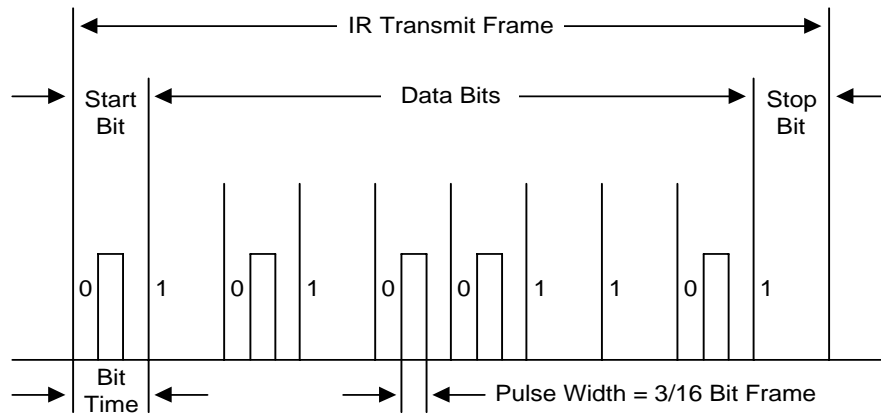 IR Transmit Frame
Start
Bit
Data Bits
Stop
Bit
0 1 0 1 0 0 1 1 0 1
Bit
Time
Pulse Width = 3/16 Bit Frame